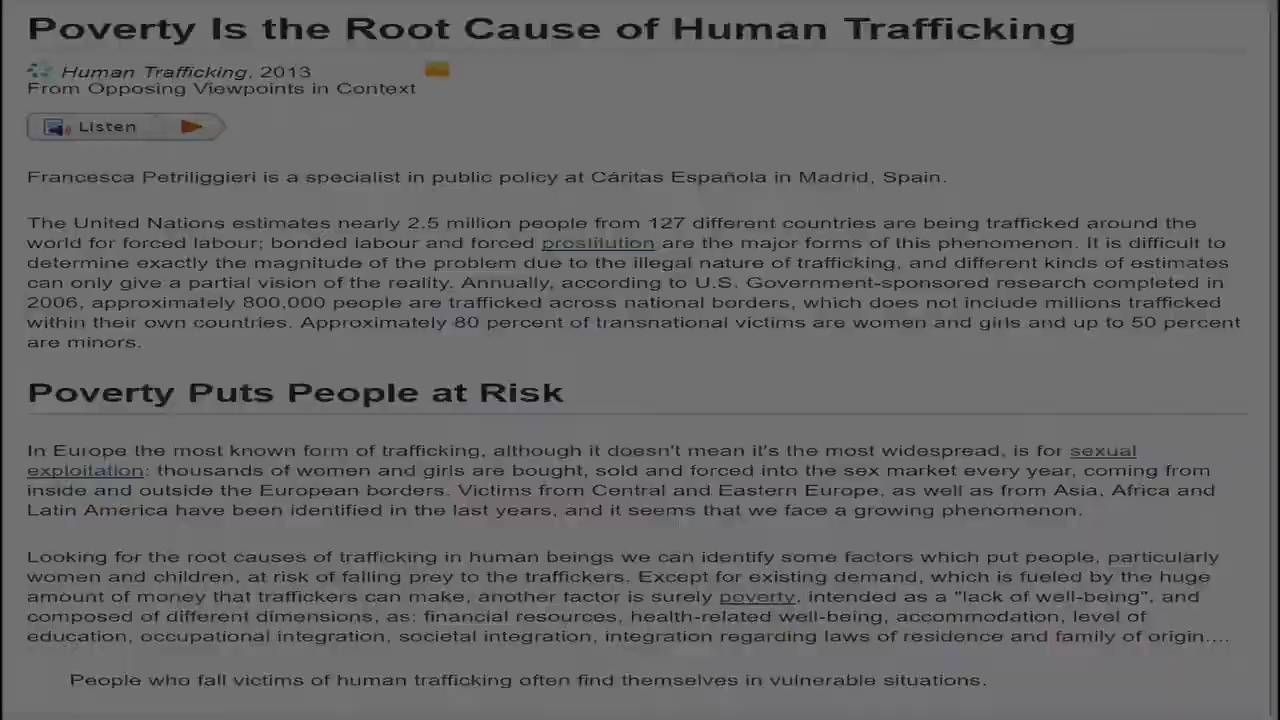 Poverty Is the Root Cause of Human Trafficking
Human Trafficking, 2013
From Opposing Viewpoints in Context
Listen
Francesca Petriliggieri is a specialist in public policy at Cáritas Española in Madrid, Spain.
The United Nations estimates nearly 2.5 million people from 127 different countries are being trafficked around the
world for forced labour; bonded labour and forced prostitution are the major forms of this phenomenon. It is difficult to
determine exactly the magnitude of the problem due to the illegal nature of trafficking, and different kinds of estimates
can only give a partial vision of the reality. Annually, according to U.S. Government-sponsored research completed in
2006, approximately 800,000 people are trafficked across national borders, which does not include millions trafficked
within their own countries. Approximately 80 percent of transnational victims are women and girls and up to 50 percent
are minors.
Poverty Puts People at Risk
In Europe the most known form of trafficking, although it doesn't mean it's the most widespread, is for sexual
exploitation: thousands of women and girls are bought, sold and forced into the sex market every year, coming from
inside and outside the European borders. Victims from Central and Eastern Europe, as well as from Asia, Africa and
Latin America have been identified in the last years, and it seems that we face a growing phenomenon.
Looking for the root causes of trafficking in human beings we can identify some factors which put people, particularly
women and children, at risk of falling prey to the traffickers. Except for existing demand, which is fueled by the huge
amount of money that traffickers can make, another factor is surely poverty, intended as a "lack of well-being", and
composed of different dimensions, as: financial resources, health-related well-being, accommodation, level of
education, occupational integration, societal integration, integration regarding laws of residence and family of origin....
People who fall victims of human trafficking often find themselves in vulnerable situations.